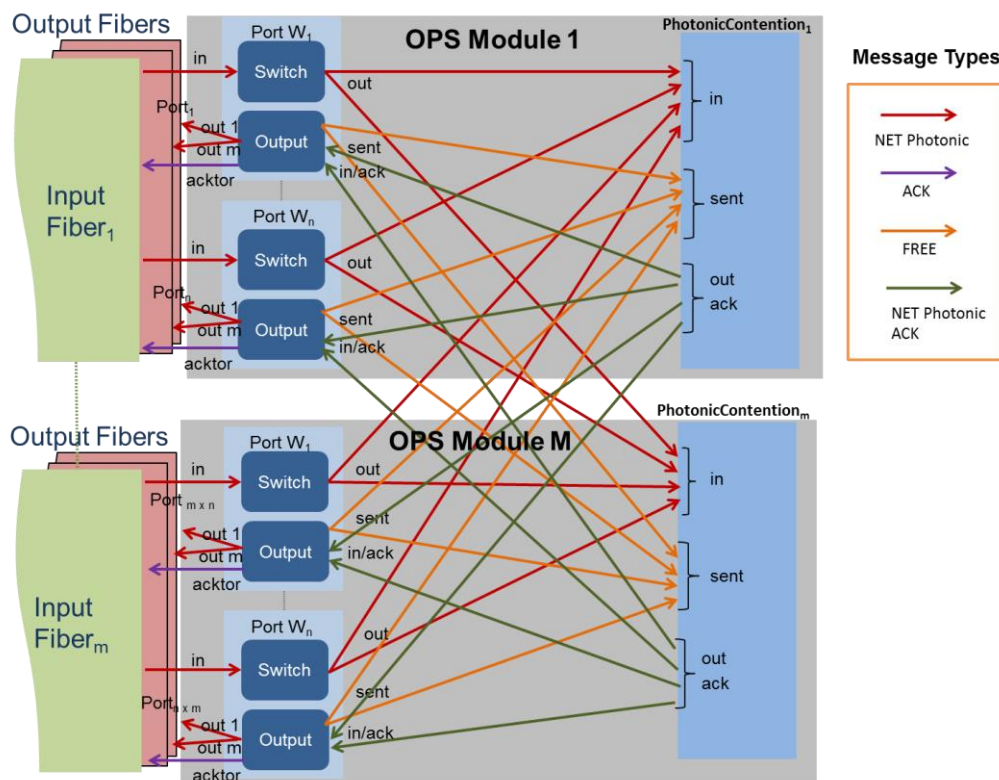 Output Fibers
Input
Fiber1
Port W1
OPS Module 1
PhotonicContention1
in
Switch
out
Port1
out 1
out m
Output
sent
in/ack
acktor
Port Wn
in
Switch
out
Portn
out 1
out m
Output
sent
in/ack
acktor
in
sent
out
ack
Message Types
NET Photonic
ACK
FREE
NET Photonic
ACK
Output Fibers
Input
Fiberm
Port W1
OPS Module M
PhotonicContentionm
in
Switch
out
Port m x n
out 1
out m
Output
sent
in/ack
acktor
Port Wn
in
Switch
out
Port n x m
out 1
out m
Output
sent
in/ack
acktor
in
sent
out
ack